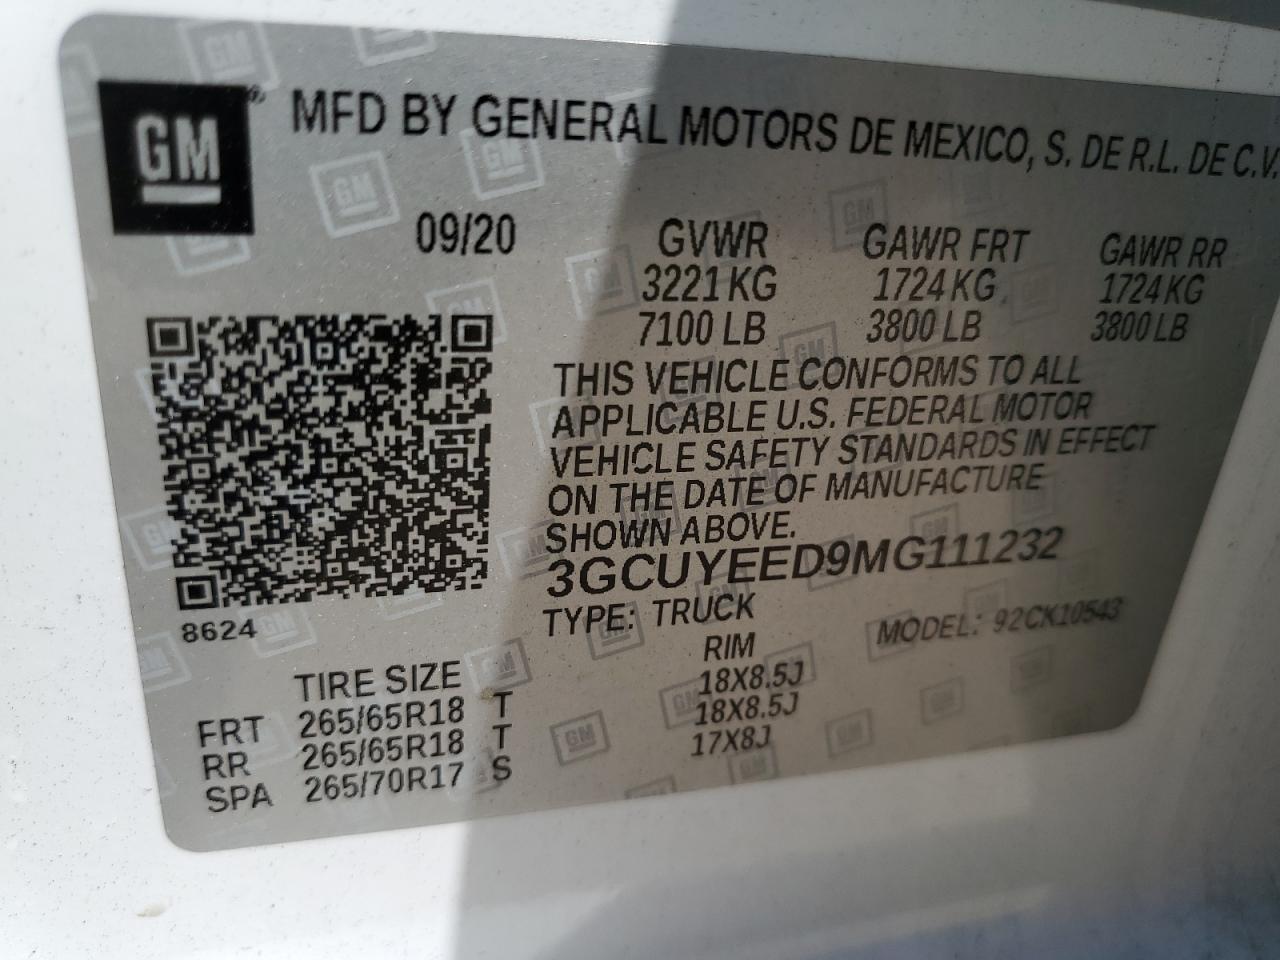 GM ® MFD BY GENERAL MOTORS DE MEXICO, S. DE R.L. DE C.V.
09/20 GVWR GAWR FRT GAWR RR
3221 KG 1724 KG 1724 KG
7100 LB 3800 LB 3800 LB
THIS VEHICLE CONFORMS TO ALL
APPLICABLE U.S. FEDERAL MOTOR
VEHICLE SAFETY STANDARDS IN EFFECT
ON THE DATE OF MANUFACTURE
SHOWN ABOVE.
3GCUYEED9MG111232
8624
TYPE: TRUCK MODEL: 92CK10543
TIRE SIZE RIM
FRT 265/65R18 T 18X8.5J
RR 265/65R18 T 18X8.5J
SPA 265/70R17 S 17X8J